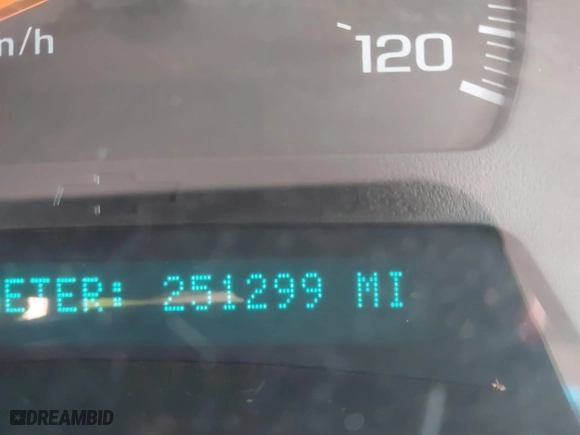 m/h
120
ETER: 251299 MI
DREAMBID